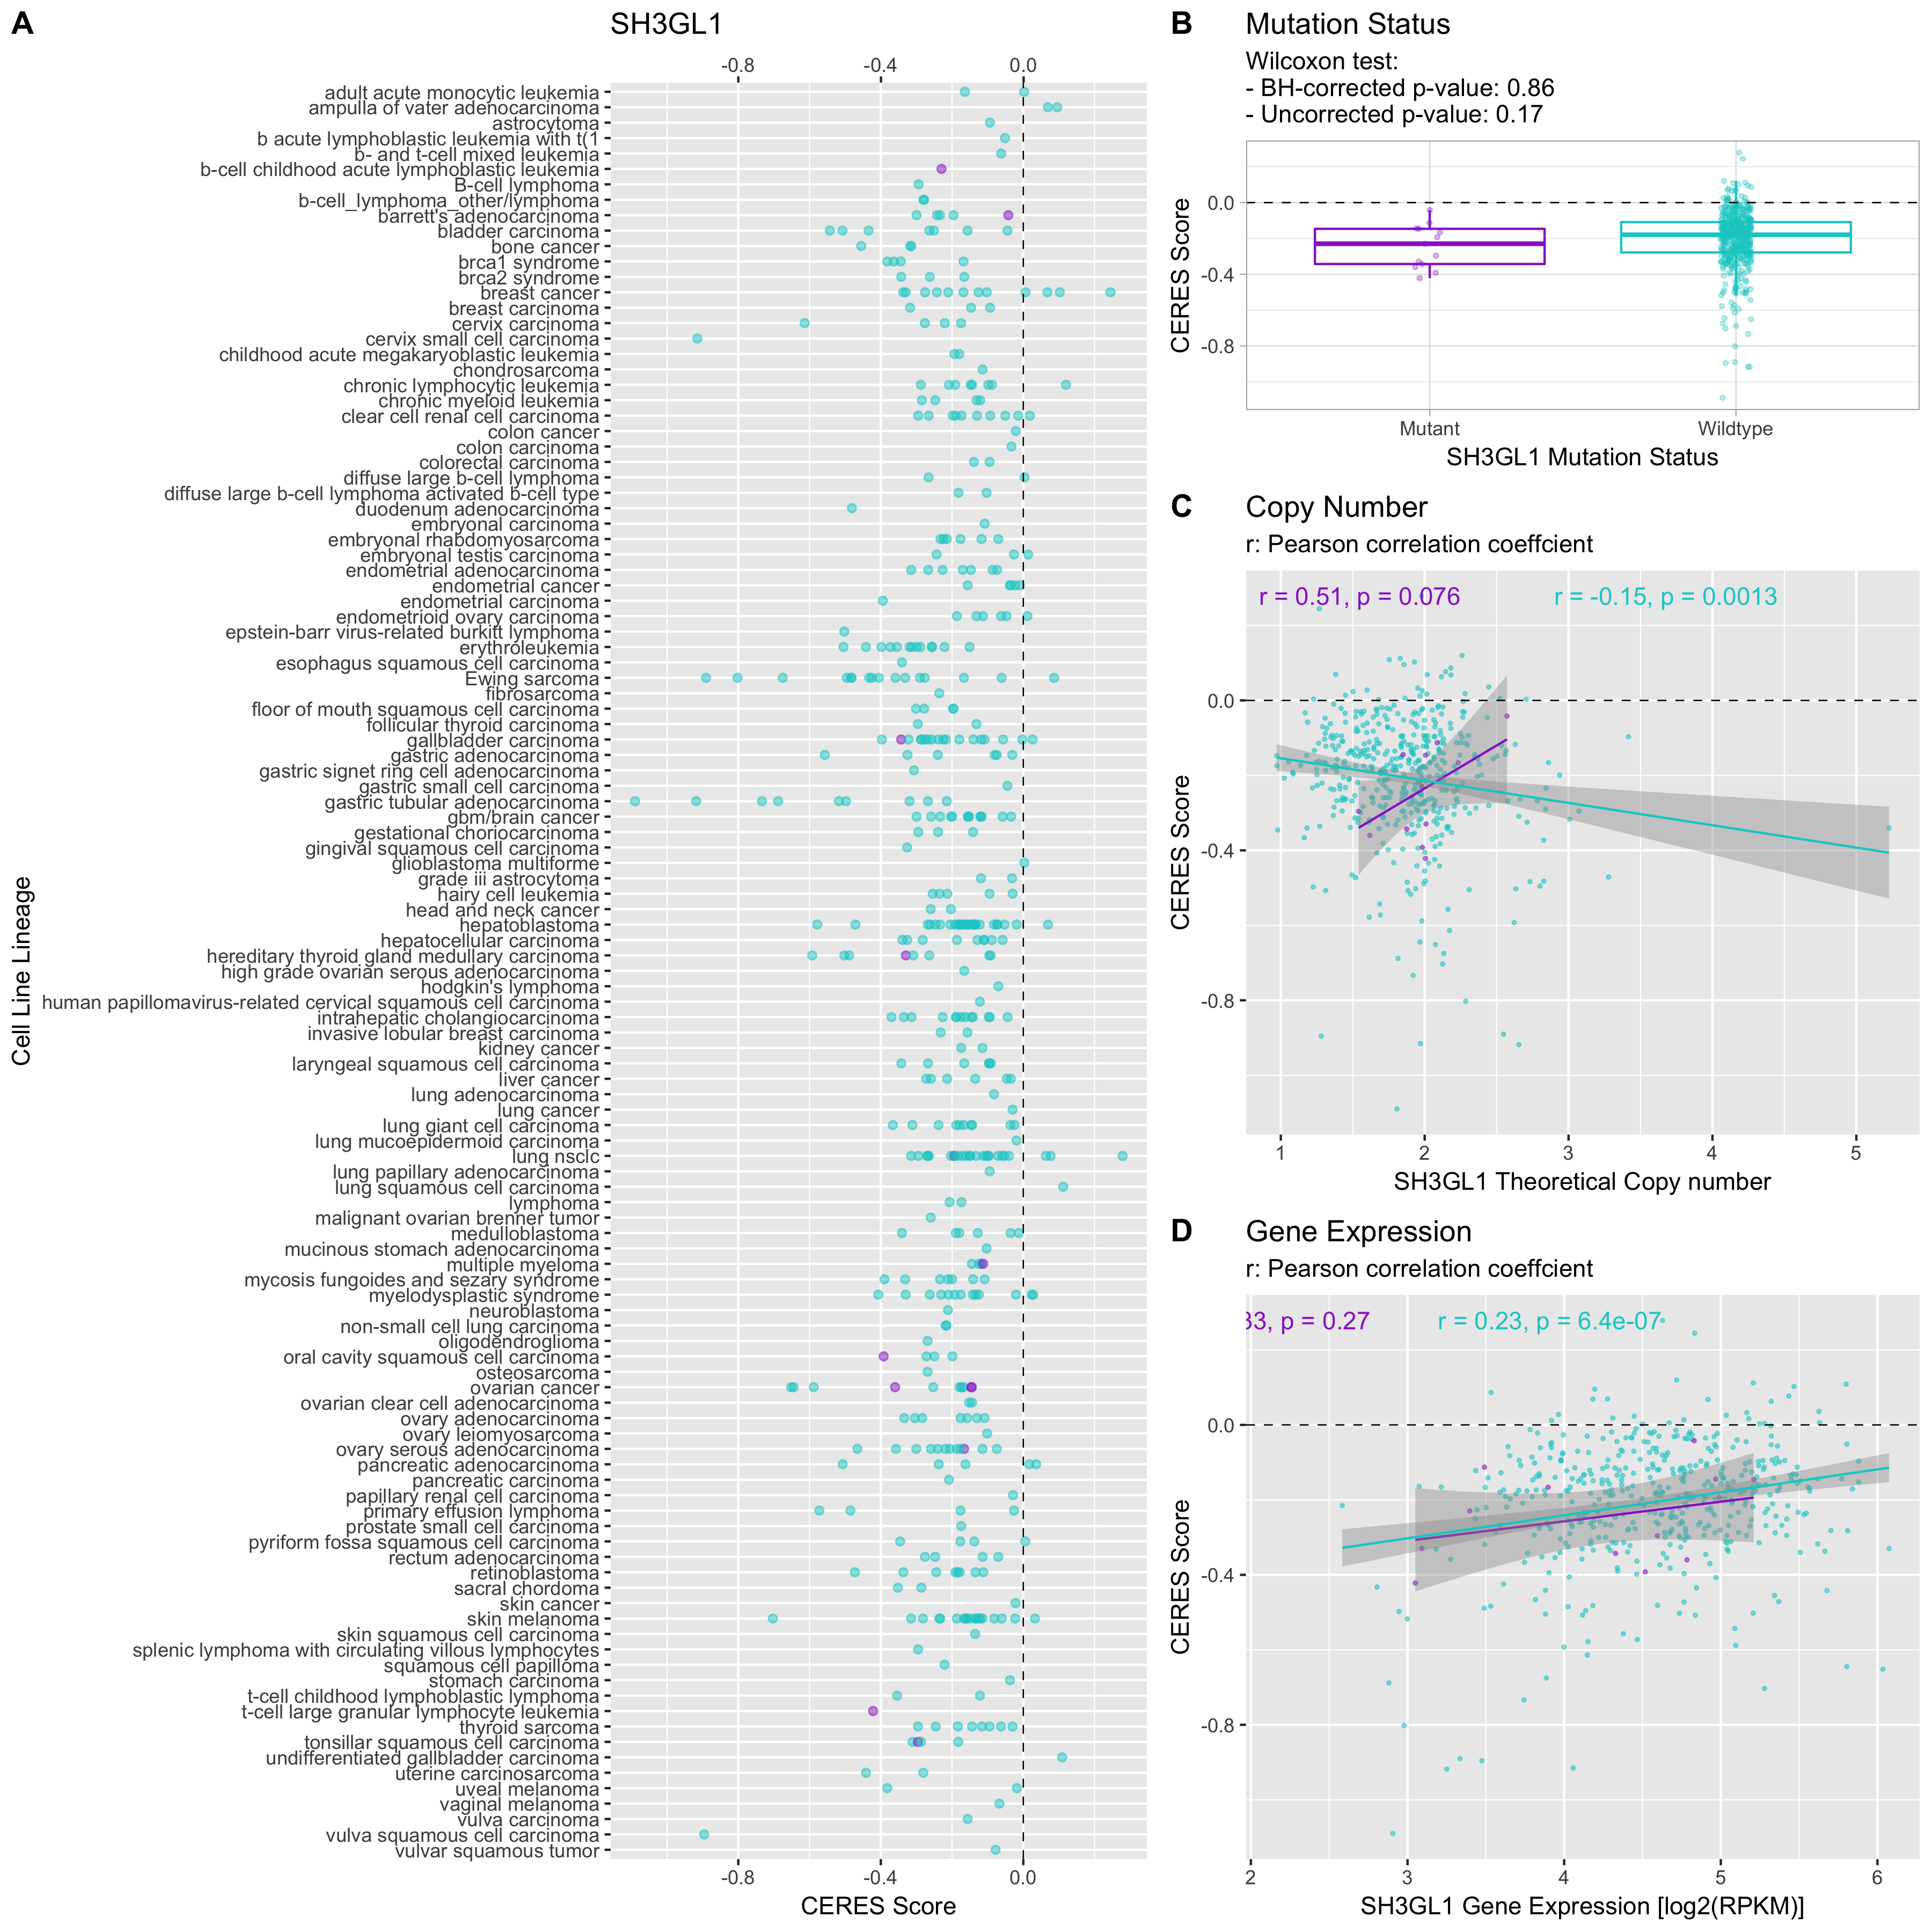 A
SH3GL1
-0.8 -0.4 0.0
adult acute monocytic leukemia
ampulla of vater adenocarcinoma
astrocytoma
b acute lymphoblastic leukemia with t(1
b- and t-cell mixed leukemia
b-cell childhood acute lymphoblastic leukemia
B-cell lymphoma
b-cell_lymphoma_other/lymphoma
barrett's adenocarcinoma
bladder carcinoma
bone cancer
brca1 syndrome
brca2 syndrome
breast cancer
breast carcinoma
cervix carcinoma
cervix small cell carcinoma
childhood acute megakaryoblastic leukemia
chondrosarcoma
chronic lymphocytic leukemia
chronic myeloid leukemia
clear cell renal cell carcinoma
colon cancer
colon carcinoma
colorectal carcinoma
diffuse large b-cell lymphoma
diffuse large b-cell lymphoma activated b-cell type
duodenum adenocarcinoma
embryonal carcinoma
embryonal rhabdomyosarcoma
embryonal testis carcinoma
endometrial adenocarcinoma
endometrial cancer
endometrial carcinoma
endometrioid ovary carcinoma
epstein-barr virus-related burkitt lymphoma
erythroleukemia
esophagus squamous cell carcinoma
Ewing sarcoma
fibrosarcoma
floor of mouth squamous cell carcinoma
follicular thyroid carcinoma
gallbladder carcinoma
gastric adenocarcinoma
gastric signet ring cell adenocarcinoma
gastric small cell carcinoma
gastric tubular adenocarcinoma
gbm/brain cancer
gestational choriocarcinoma
gingival squamous cell carcinoma
glioblastoma multiforme
grade iii astrocytoma
hairy cell leukemia
head and neck cancer
hepatoblastoma
hepatocellular carcinoma
hereditary thyroid gland medullary carcinoma
high grade ovarian serous adenocarcinoma
hodgkin's lymphoma
human papillomavirus-related cervical squamous cell carcinoma
intrahepatic cholangiocarcinoma
invasive lobular breast carcinoma
kidney cancer
laryngeal squamous cell carcinoma
liver cancer
lung adenocarcinoma
lung cancer
lung giant cell carcinoma
lung mucoepidermoid carcinoma
lung nsclc
lung papillary adenocarcinoma
lung squamous cell carcinoma
lymphoma
malignant ovarian brenner tumor
medulloblastoma
mucinous stomach adenocarcinoma
multiple myeloma
mycosis fungoides and sezary syndrome
myelodysplastic syndrome
neuroblastoma
non-small cell lung carcinoma
oligodendroglioma
oral cavity squamous cell carcinoma
osteosarcoma
ovarian cancer
ovarian clear cell adenocarcinoma
ovary adenocarcinoma
ovary leiomyosarcoma
ovary serous adenocarcinoma
pancreatic adenocarcinoma
pancreatic carcinoma
papillary renal cell carcinoma
primary effusion lymphoma
prostate small cell carcinoma
pyriform fossa squamous cell carcinoma
rectum adenocarcinoma
retinoblastoma
sacral chordoma
skin cancer
skin melanoma
skin squamous cell carcinoma
splenic lymphoma with circulating villous lymphocytes
squamous cell papilloma
stomach carcinoma
t-cell childhood lymphoblastic lymphoma
t-cell large granular lymphocyte leukemia
thyroid sarcoma
tonsillar squamous cell carcinoma
undifferentiated gallbladder carcinoma
uterine carcinosarcoma
uveal melanoma
vaginal melanoma
vulva carcinoma
vulva squamous cell carcinoma
vulvar squamous tumor
-0.8 -0.4 0.0
CERES Score
Cell Line Lineage
B
Mutation Status
Wilcoxon test:
- BH-corrected p-value: 0.86
- Uncorrected p-value: 0.17
0.0
-0.4
-0.8
CERES Score
Mutant Wildtype
SH3GL1 Mutation Status
C
Copy Number
r: Pearson correlation coeffcient
r = 0.51, p = 0.076 r = -0.15, p = 0.0013
0.0
-0.4
-0.8
CERES Score
1 2 3 4 5
SH3GL1 Theoretical Copy number
D
Gene Expression
r: Pearson correlation coeffcient
33, p = 0.27 r = 0.23, p = 6.4e-07
0.0
-0.4
-0.8
CERES Score
2 3 4 5 6
SH3GL1 Gene Expression [log2(RPKM)]